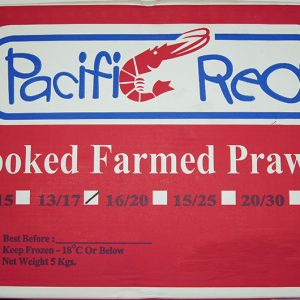 Pacific Red
ooked Farmed Praw
15 13/17 16/20 15/25 20/30
Best Before :
Keep Frozen - 18°C Or Below
Net Weight 5 Kgs.